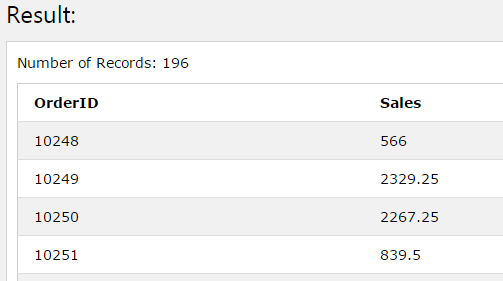 Result:
Number of Records: 196
OrderID Sales
10248 566
10249 2329.25
10250 2267.25
10251 839.5